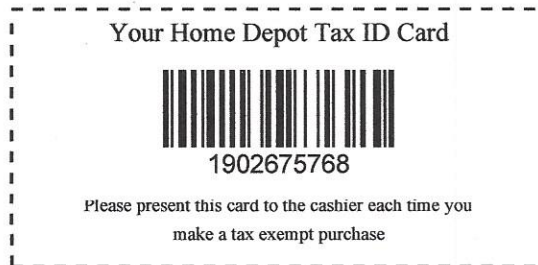 Your Home Depot Tax ID Card
1902675768
Please present this card to the cashier each time you
make a tax exempt purchase